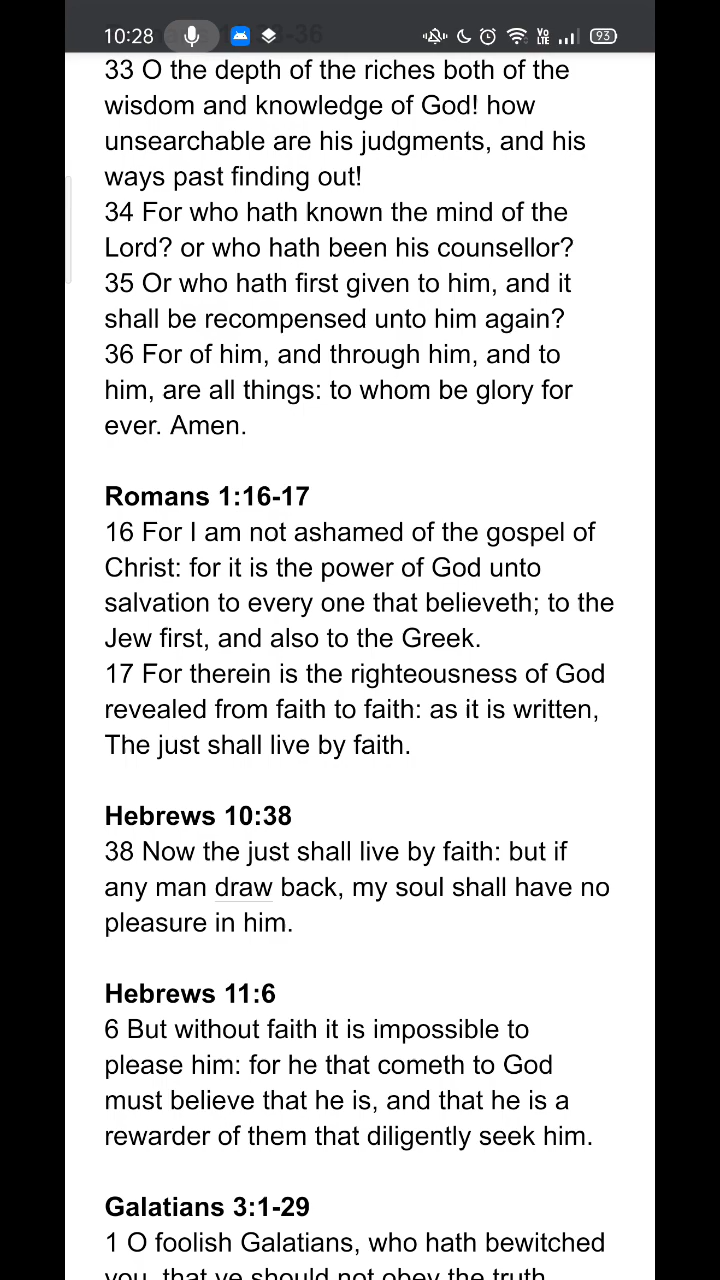 10:28
VO
LTE
93
33 O the depth of the riches both of the
wisdom and knowledge of God! how
unsearchable are his judgments, and his
ways past finding out!
34 For who hath known the mind of the
Lord? or who hath been his counsellor?
35 Or who hath first given to him, and it
shall be recompensed unto him again?
36 For of him, and through him, and to
him, are all things: to whom be glory for
ever. Amen.
Romans 1:16-17
16 For I am not ashamed of the gospel of
Christ: for it is the power of God unto
salvation to every one that believeth; to the
Jew first, and also to the Greek.
17 For therein is the righteousness of God
revealed from faith to faith: as it is written,
The just shall live by faith.
Hebrews 10:38
38 Now the just shall live by faith: but if
any man draw back, my soul shall have no
pleasure in him.
Hebrews 11:6
6 But without faith it is impossible to
please him: for he that cometh to God
must believe that he is, and that he is a
rewarder of them that diligently seek him.
Galatians 3:1-29
1 O foolish Galatians, who hath bewitched
you, that ye should not obey the truth,